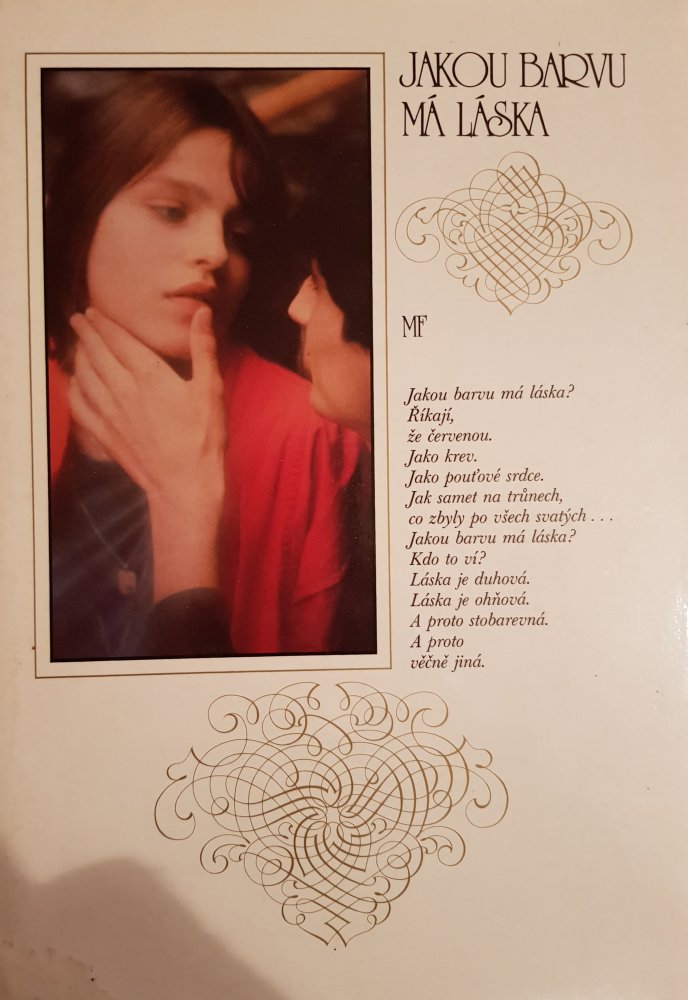 JAKOU BARVU
MÁ LÁSKA
MF
Jakou barvu má láska?
Říkají,
že červenou.
Jako krev.
Jako pouťové srdce.
Jak samet na trůnech,
co zbyly po všech svatých . . .
Jakou barvu má láska?
Kdo to ví?
Láska je duhová.
Láska je ohňová.
A proto stobarevná.
A proto
věčně jiná.